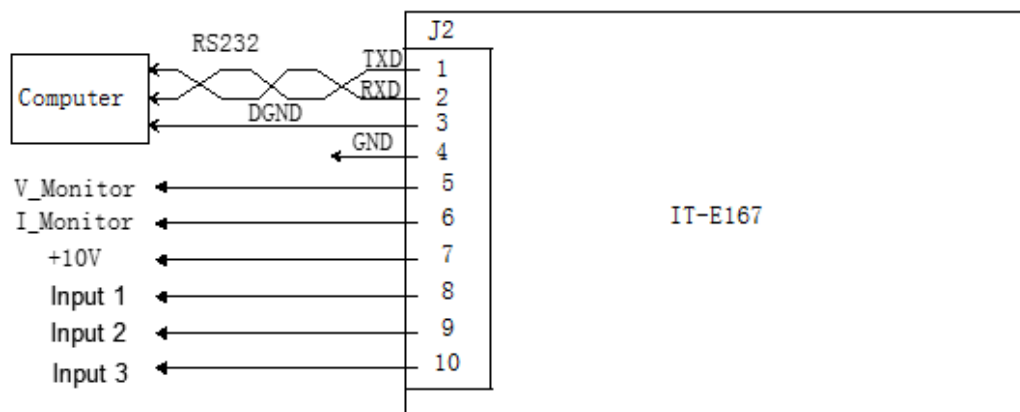 J2
RS232
TXD
1
Computer
RXD
2
DGND
3
GND
4
V_Monitor
5
I_Monitor
6
IT-E167
+10V
7
Input 1
8
Input 2
9
Input 3
10